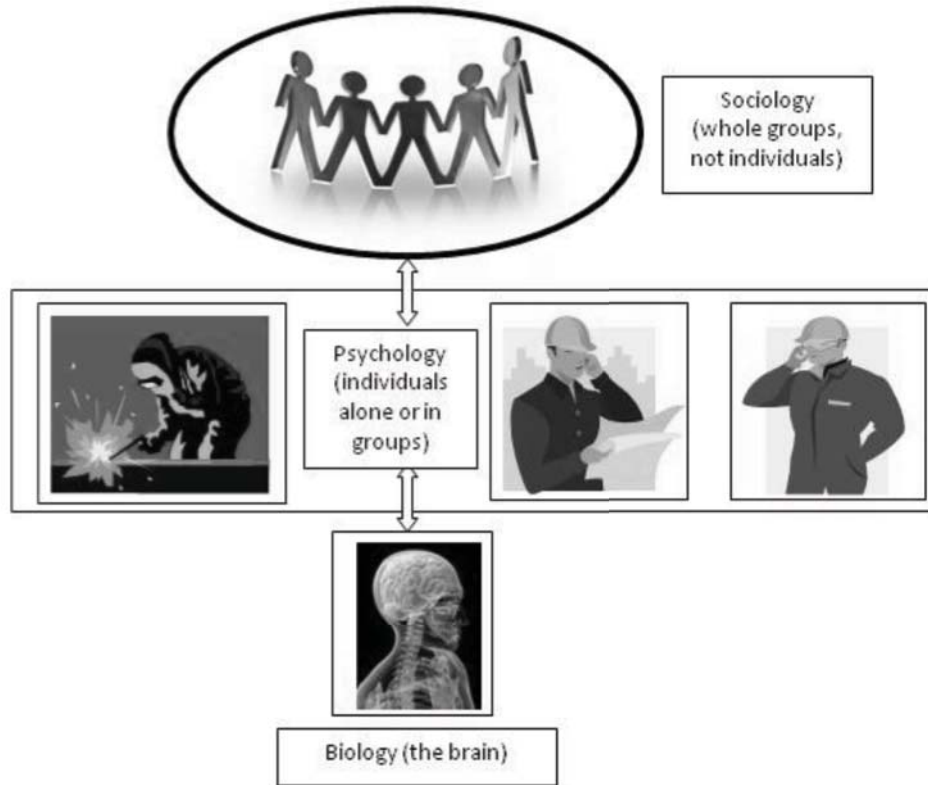 Sociology
(whole groups,
not individuals)
Psychology
(individuals
alone or in
groups)
Biology (the brain)